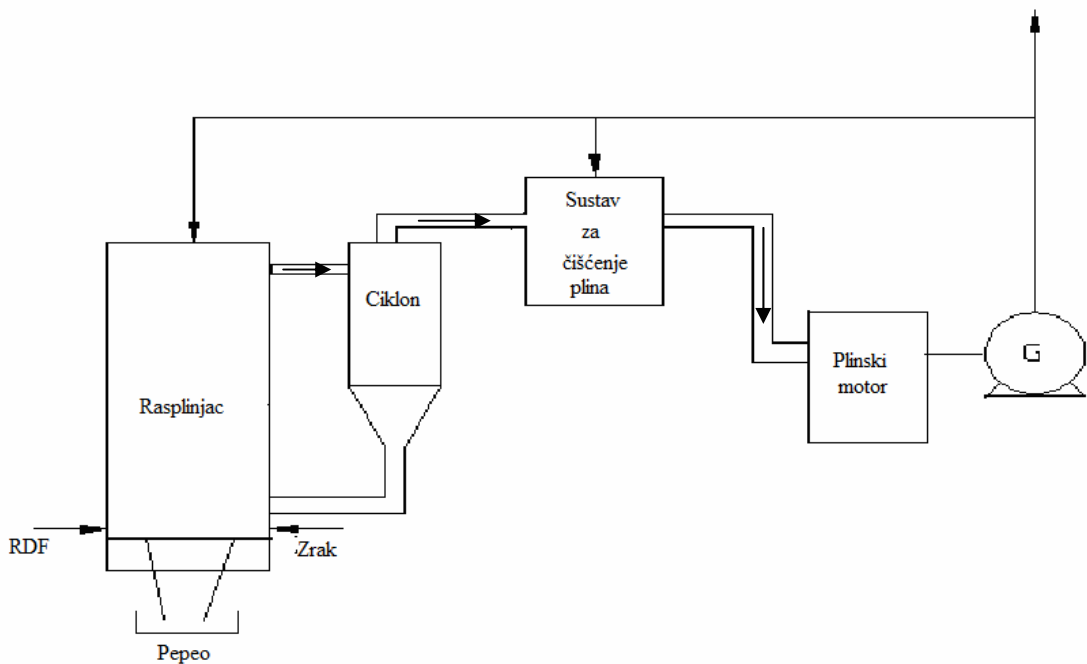 Sustav
za
čišćenje
plina
Ciklon
G
Plinski
motor
Rasplinjac
RDF
Zrak
Pepeo